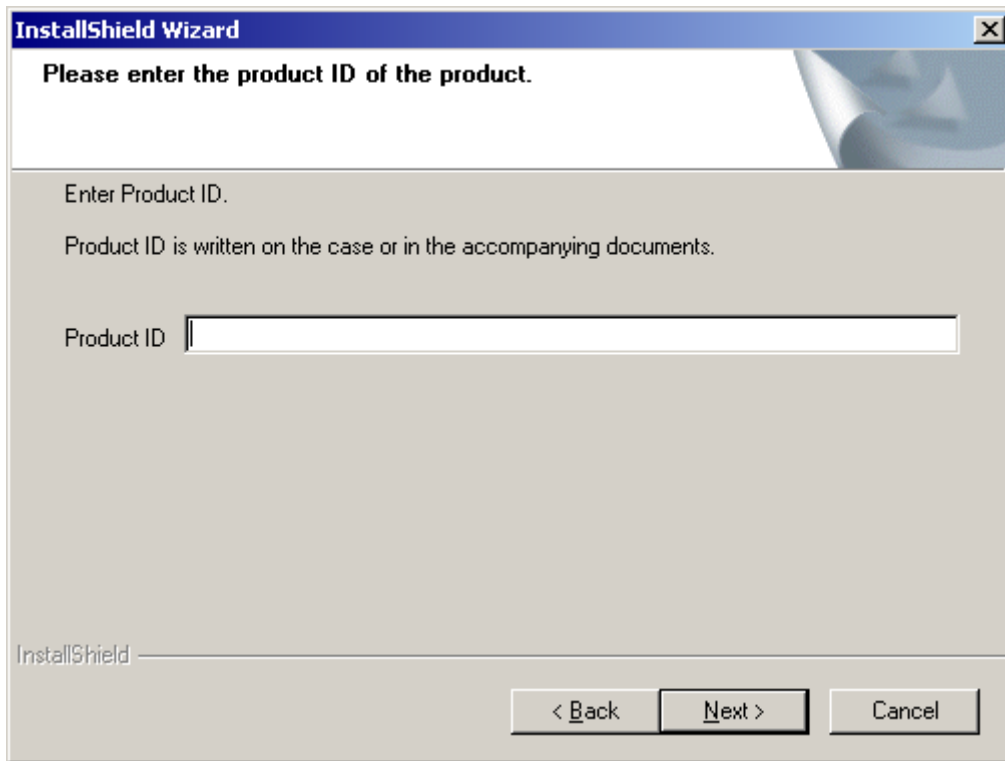 InstallShield Wizard
Please enter the product ID of the product.
Enter Product ID.
Product ID is written on the case or in the accompanying documents.
Product ID
InstallShield
< Back
Next >
Cancel